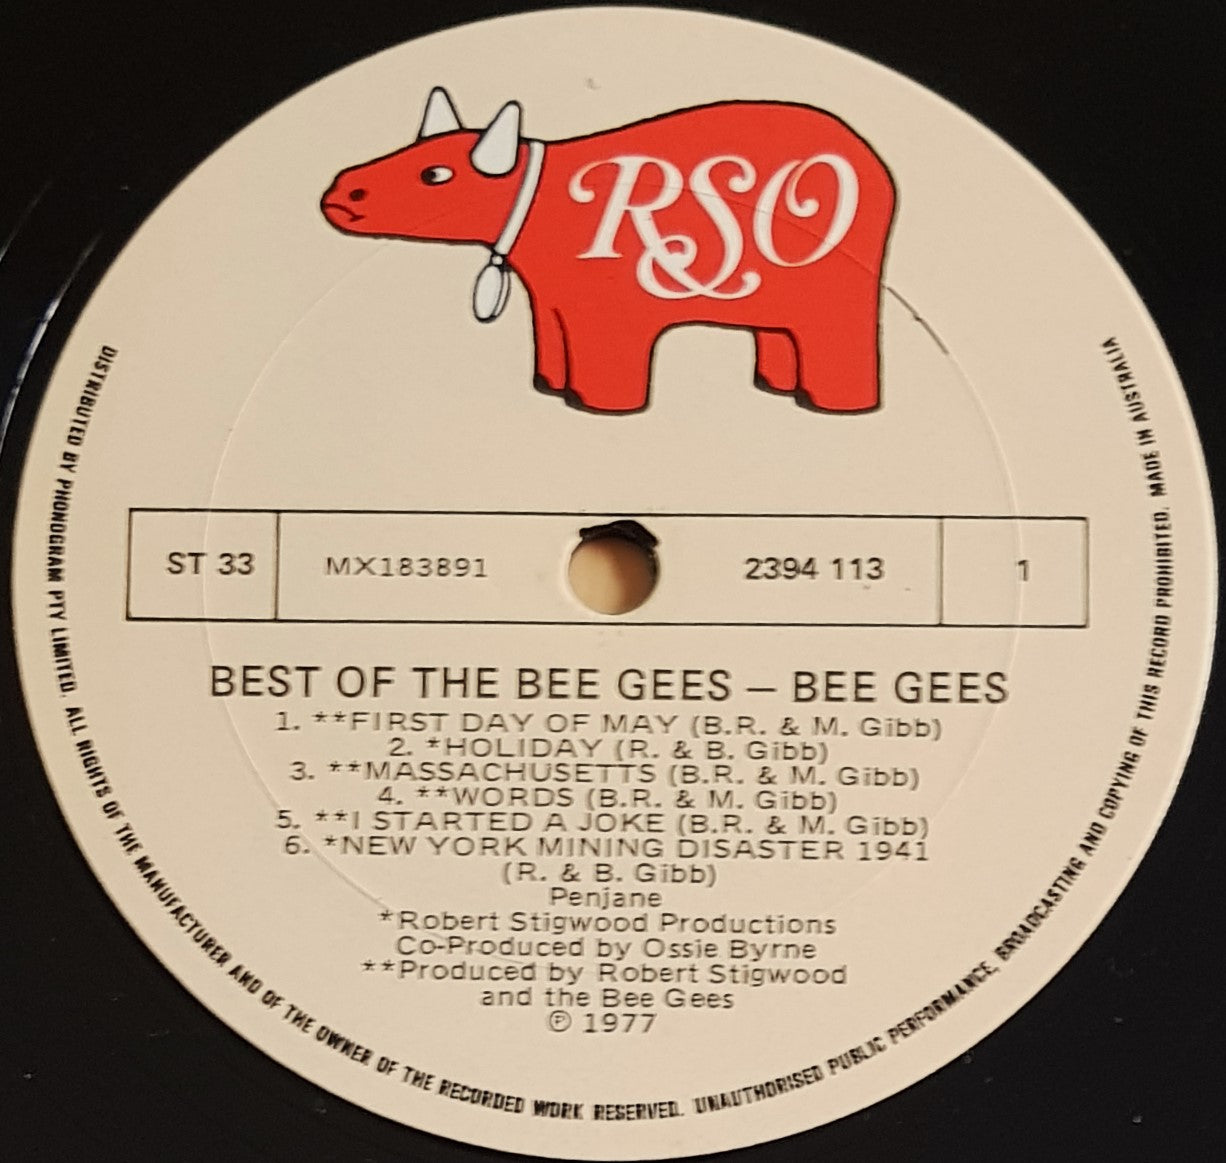 RSO
ST 33 MX183891 2394 113 1
BEST OF THE BEE GEES – BEE GEES
1. **FIRST DAY OF MAY (B.R. & M. Gibb)
2. *HOLIDAY (R. & B. Gibb)
3. **MASSACHUSETTS (B.R. & M. Gibb)
4. **WORDS (B.R. & M. Gibb)
5. **I STARTED A JOKE (B.R. & M. Gibb)
6. *NEW YORK MINING DISASTER 1941
(R. & B. Gibb)
Penjane
*Robert Stigwood Productions
Co-Produced by Ossie Byrne
**Produced by Robert Stigwood
and the Bee Gees
℗ 1977
DISTRIBUTED BY PHONOGRAM PTY LIMITED. ALL RIGHTS OF THE MANUFACTURER AND OF THE OWNER OF THE RECORDED WORK RESERVED. UNAUTHORISED PUBLIC PERFORMANCE, BROADCASTING AND COPYING OF THIS RECORD PROHIBITED. MADE IN AUSTRALIA